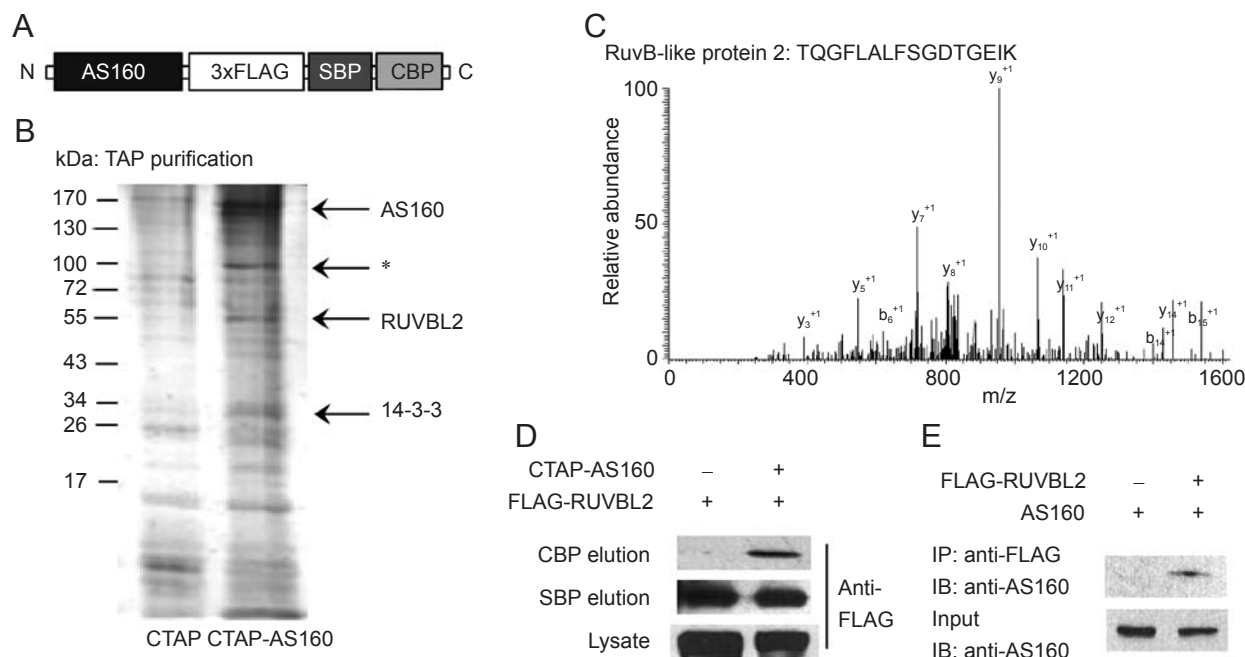 A
N AS160 3xFLAG SBP CBP C
B
kDa: TAP purification
170
130
100
72
55
43
34
26
17
AS160
*
RUVBL2
14-3-3
CTAP CTAP-AS160
C
RuvB-like protein 2: TQGFLALFSGDTGEIK
Relative abundance
100
50
0
y3+1
y5+1
b6+1
y7+1
y8+1
y9+1
y10+1
y11+1
y12+1
b14+1
y14+1
b15+1
0 400 800 1200 1600
m/z
D
CTAP-AS160 – +
FLAG-RUVBL2 + +
CBP elution
SBP elution
Lysate
Anti-
FLAG
E
FLAG-RUVBL2 – +
AS160 + +
IP: anti-FLAG
IB: anti-AS160
Input
IB: anti-AS160